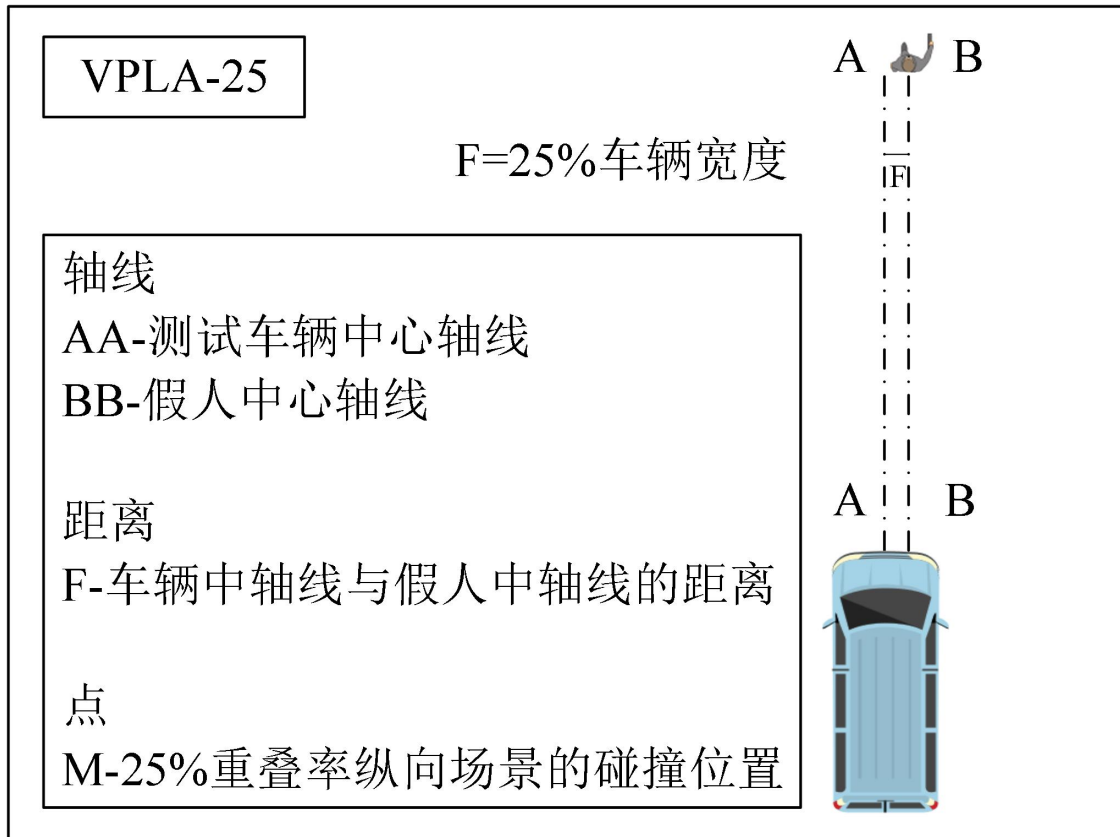 VPLA-25
A B
F=25%车辆宽度
F
轴线
AA-测试车辆中心轴线
BB-假人中心轴线
A B
距离
F-车辆中轴线与假人中轴线的距离
点
M-25%重叠率纵向场景的碰撞位置